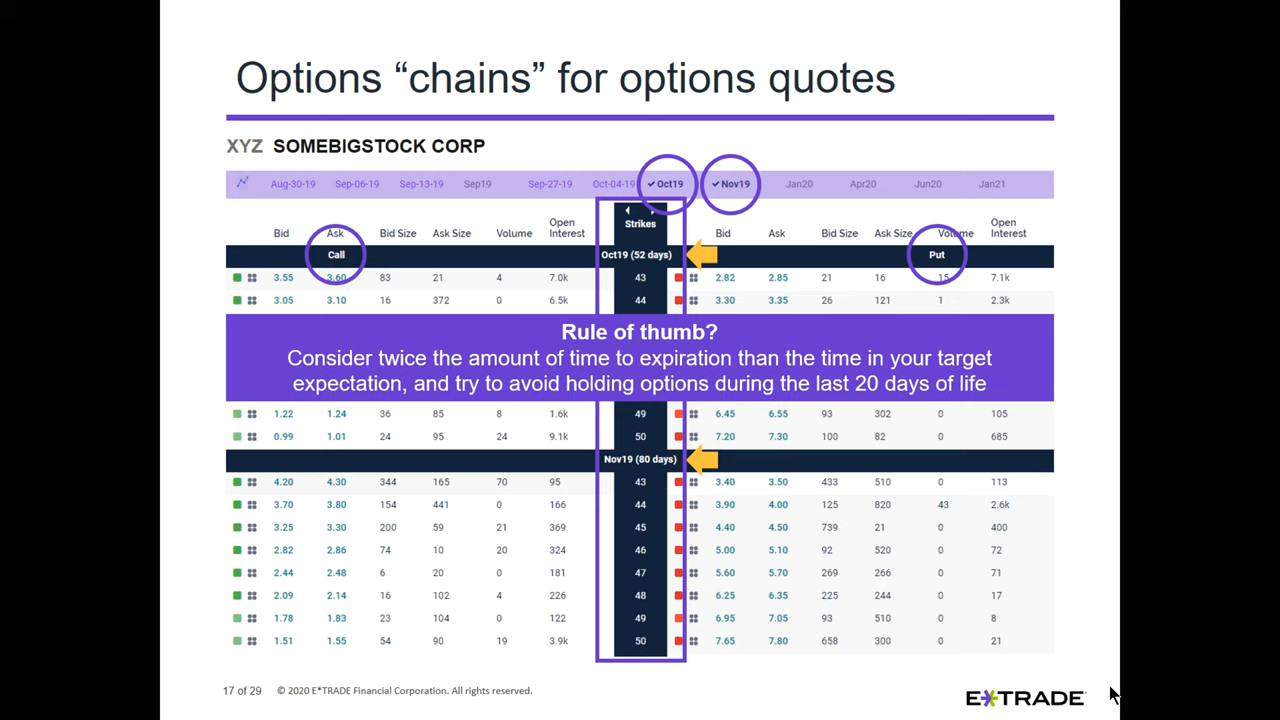 Options “chains” for options quotes
XYZ SOMEBIGSTOCK CORP
Aug-30-19 Sep-06-19 Sep-13-19 Sep19 Sep-27-19 Oct-04-19 Oct19 Nov19 Jan20 Apr20 Jun20 Jan21
Bid Ask Bid Size Ask Size Volume Open Interest Strikes Bid Ask Bid Size Ask Size Volume Open Interest
Call Oct19 (52 days) Put
3.55 3.60 83 21 4 7.0k 43 2.82 2.85 21 16 15 7.1k
3.05 3.10 16 372 0 6.5k 44 3.30 3.35 26 121 1 2.3k
Rule of thumb?
Consider twice the amount of time to expiration than the time in your target
expectation, and try to avoid holding options during the last 20 days of life
1.22 1.24 36 85 8 1.6k 49 6.45 6.55 93 302 0 105
0.99 1.01 24 95 24 9.1k 50 7.20 7.30 100 82 0 685
Nov19 (80 days)
4.20 4.30 344 165 70 95 43 3.40 3.50 433 510 0 113
3.70 3.80 154 441 0 166 44 3.90 4.00 125 820 43 2.6k
3.25 3.30 200 59 21 369 45 4.40 4.50 739 21 0 400
2.82 2.86 74 10 20 324 46 5.00 5.10 92 520 0 72
2.44 2.48 6 20 0 181 47 5.60 5.70 269 266 0 71
2.09 2.14 16 102 4 226 48 6.25 6.35 225 244 0 17
1.78 1.83 23 104 0 122 49 6.95 7.05 93 510 0 8
1.51 1.55 54 90 19 3.9k 50 7.65 7.80 658 300 0 21
17 of 29 © 2020 E*TRADE Financial Corporation. All rights reserved.
E*TRADE